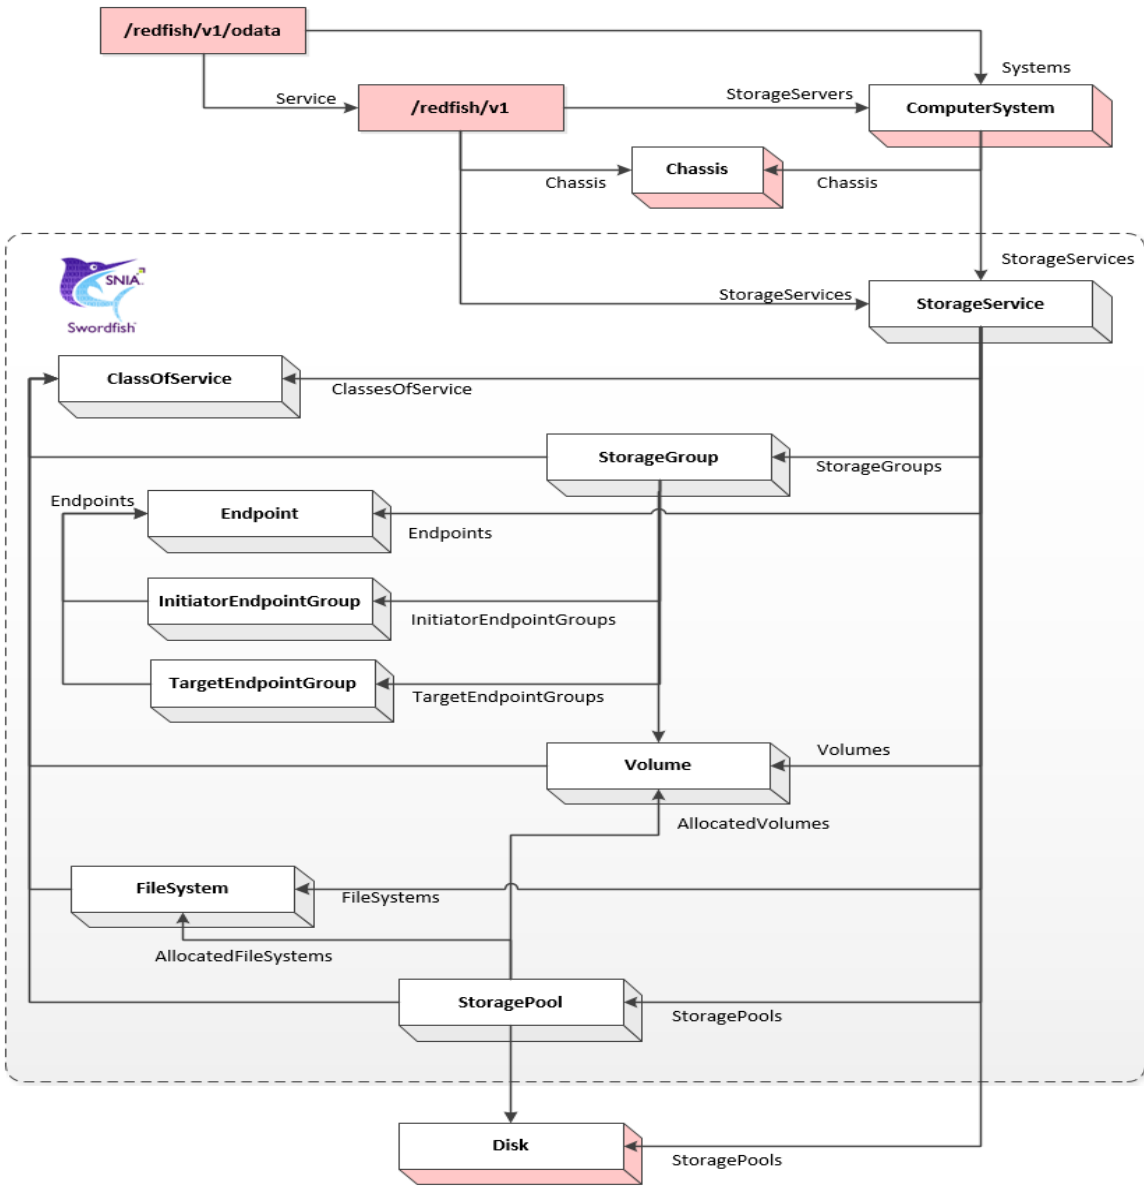 /redfish/v1/odata
Systems
Service
/redfish/v1
StorageServers
ComputerSystem
Chassis
Chassis
Chassis
SNIA
Swordfish
StorageServices
StorageServices
StorageService
ClassOfService
ClassesOfService
StorageGroup
StorageGroups
Endpoints
Endpoint
Endpoints
InitiatorEndpointGroup
InitiatorEndpointGroups
TargetEndpointGroup
TargetEndpointGroups
Volume
Volumes
AllocatedVolumes
FileSystem
FileSystems
AllocatedFileSystems
StoragePool
StoragePools
Disk
StoragePools